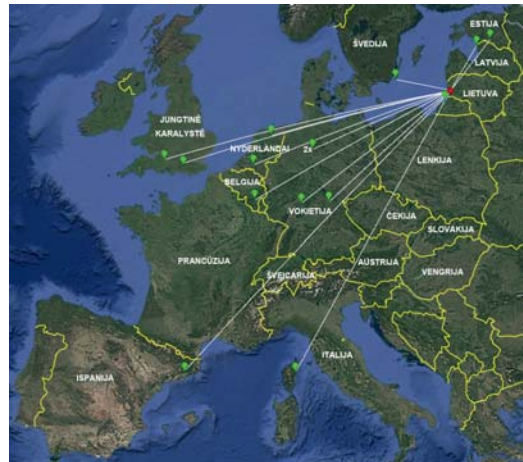 ESTIJA
ŠVEDIJA
LATVIJA
LIETUVA
JUNGTINĖ
KARALYSTĖ
NYDERLANDAI
2x
LENKIJA
BELGIJA
VOKIETIJA
ČEKIJA
SLOVAKIJA
PRANCŪZIJA
AUSTRIJA
ŠVEICARIJA
VENGRIJA
ITALIJA
ISPANIJA